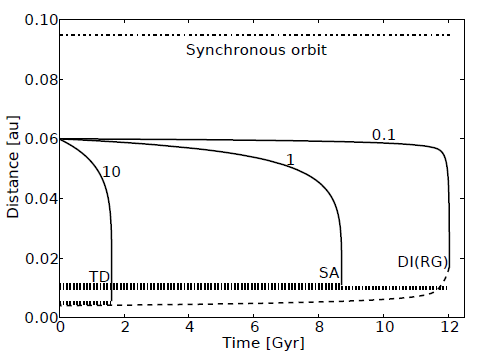 0.10
Synchronous orbit
0.08
0.06
0.1
1
10
0.04
Distance [au]
0.02
DI(RG)
SA
TD
0.00
0 2 4 6 8 10 12
Time [Gyr]